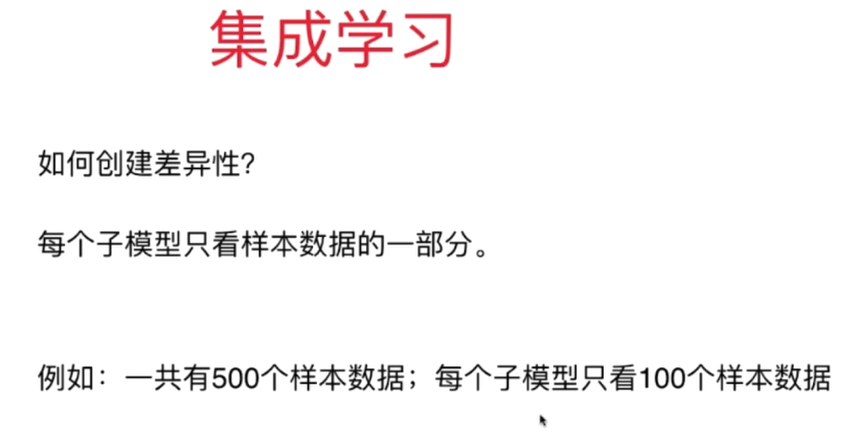 集成学习
如何创建差异性？
每个子模型只看样本数据的一部分。
例如：一共有500个样本数据；每个子模型只看100个样本数据